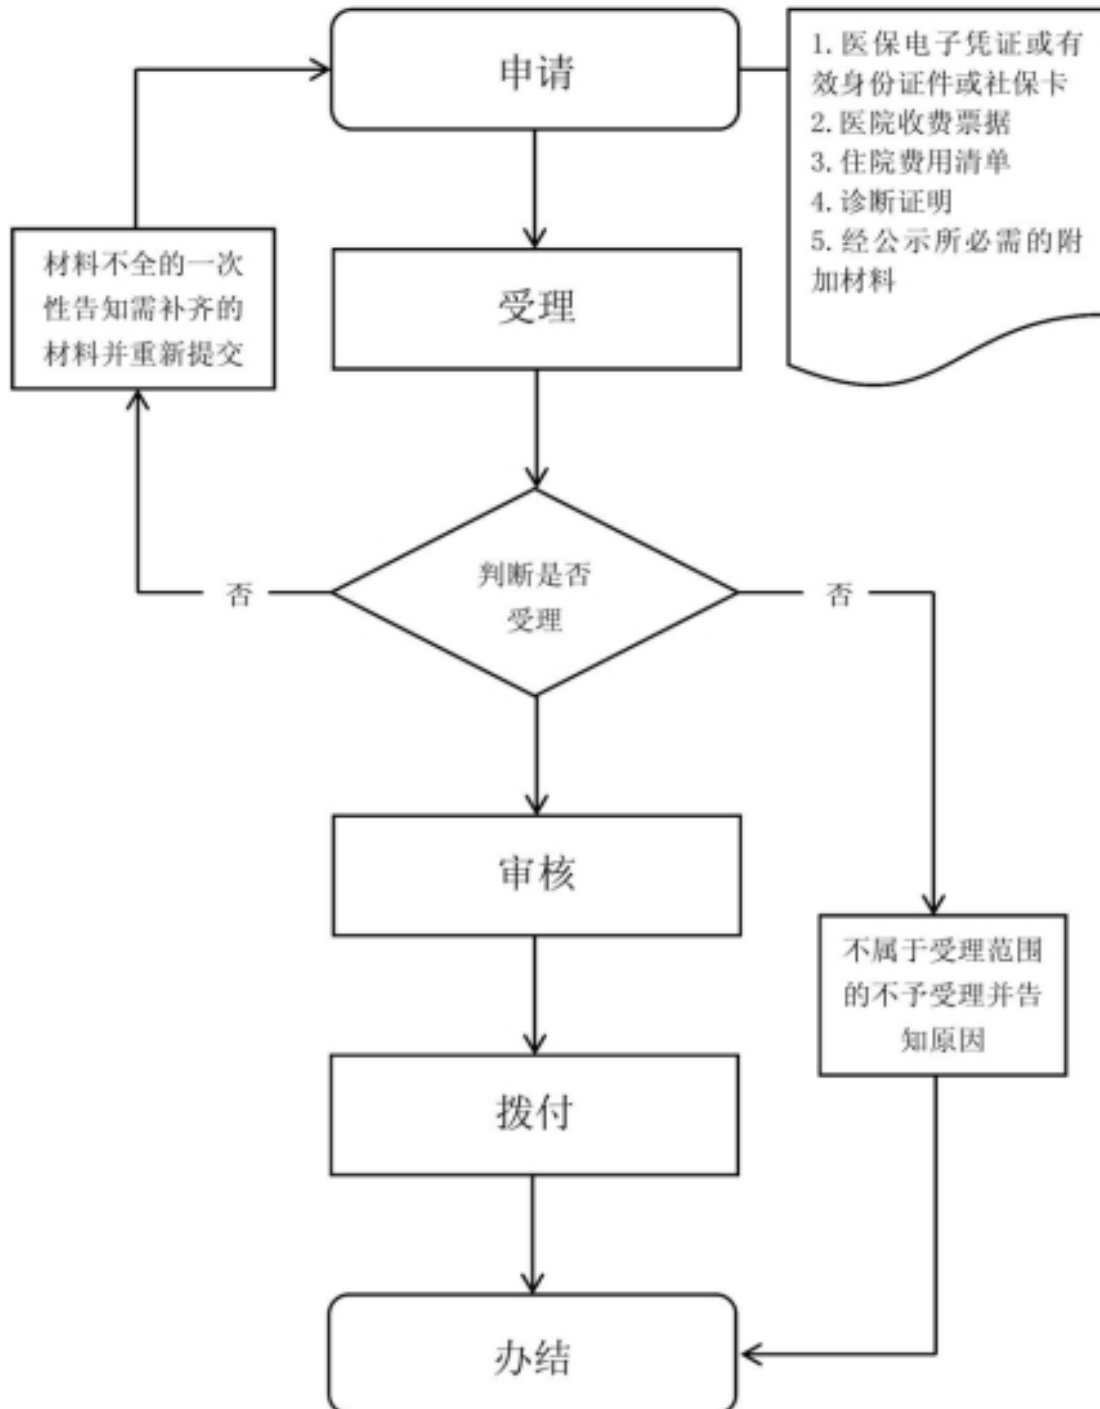 申请
1.医保电子凭证或有
效身份证件或社保卡
2.医院收费票据
3.住院费用清单
4.诊断证明
5.经公示所必需的附
加材料
材料不全的一次
性告知需补齐的
材料并重新提交
受理
判断是否
受理
否
否
审核
不属于受理范围
的不予受理并告
知原因
拨付
办结